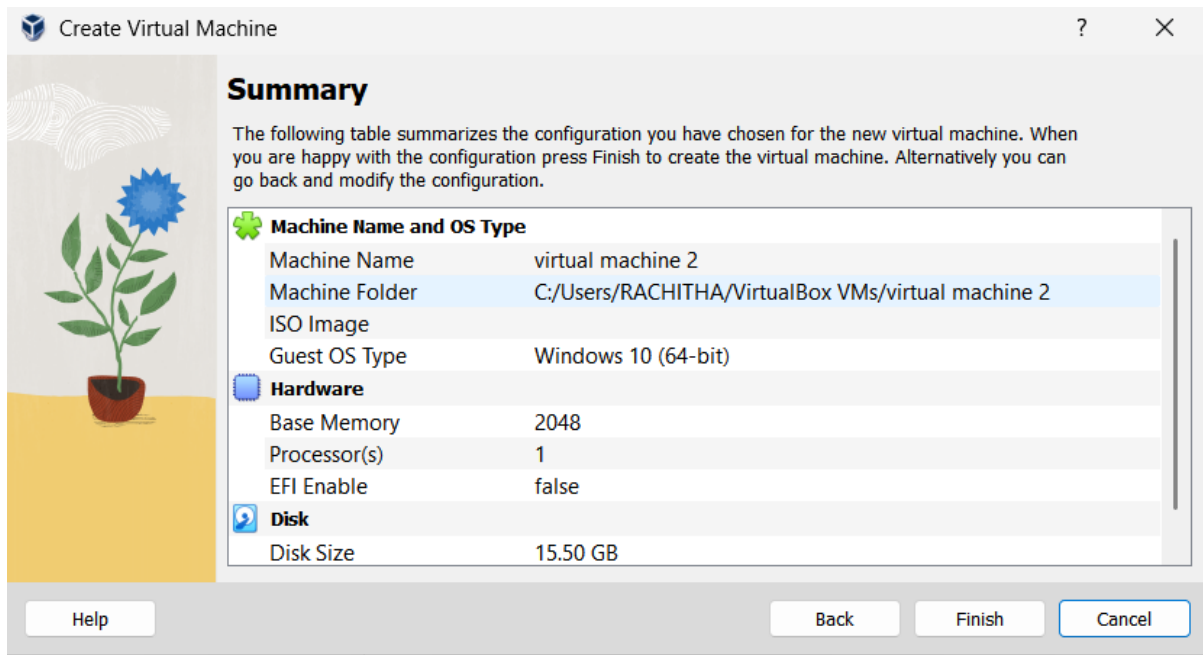 Create Virtual Machine ?
Summary
The following table summarizes the configuration you have chosen for the new virtual machine. When
you are happy with the configuration press Finish to create the virtual machine. Alternatively you can
go back and modify the configuration.
Machine Name and OS Type
Machine Name virtual machine 2
Machine Folder C:/Users/RACHITHA/VirtualBox VMs/virtual machine 2
ISO Image
Guest OS Type Windows 10 (64-bit)
Hardware
Base Memory 2048
Processor(s) 1
EFI Enable false
Disk
Disk Size 15.50 GB
Help Back Finish Cancel